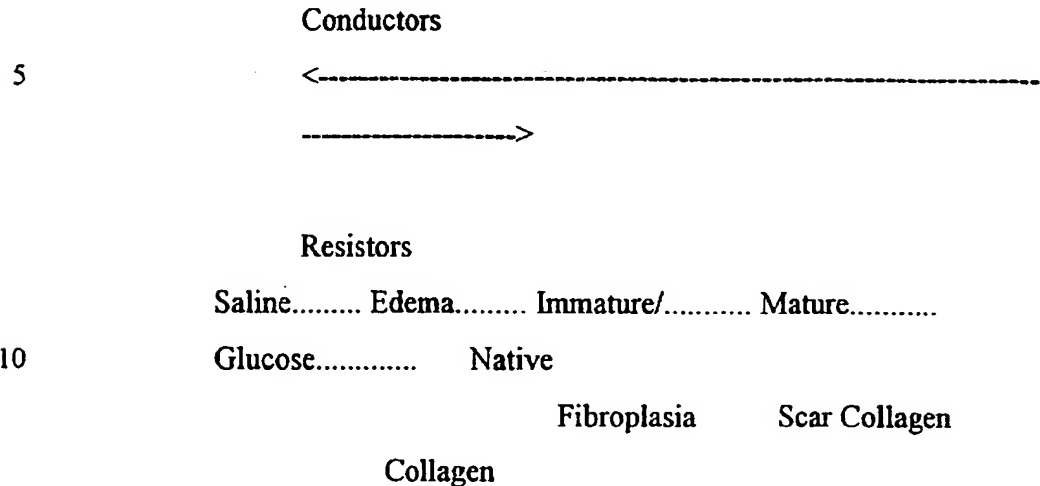 Conductors
5 <----------------------------------------------------------------------
--------------------->
Resistors
Saline......... Edema......... Immature/........... Mature...........
10 Glucose............. Native
Fibroplasia Scar Collagen
Collagen